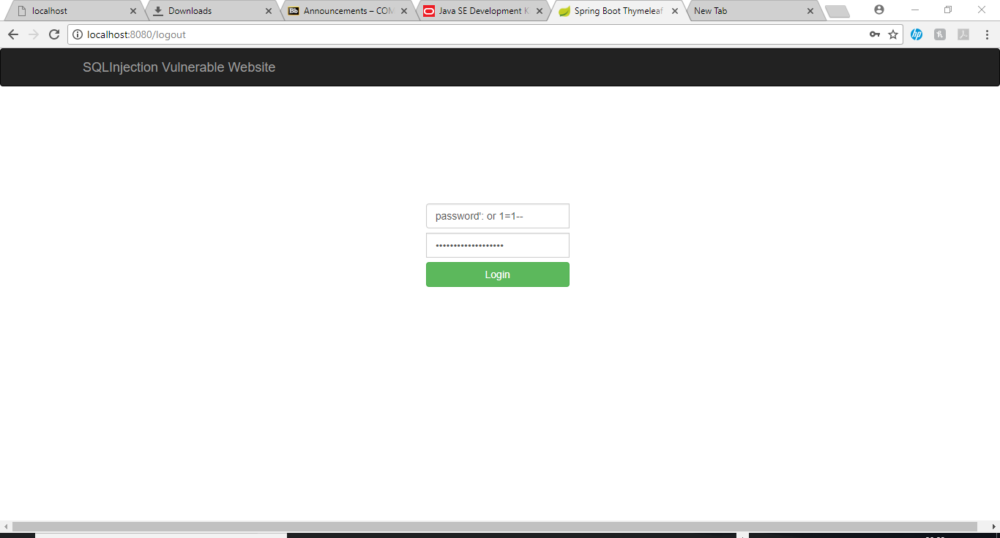 localhost
Downloads
Announcements – COM
Java SE Development K
Spring Boot Thymeleaf
New Tab
localhost:8080/logout
SQLInjection Vulnerable Website
password': or 1=1--
•••••••••••••••••••
Login